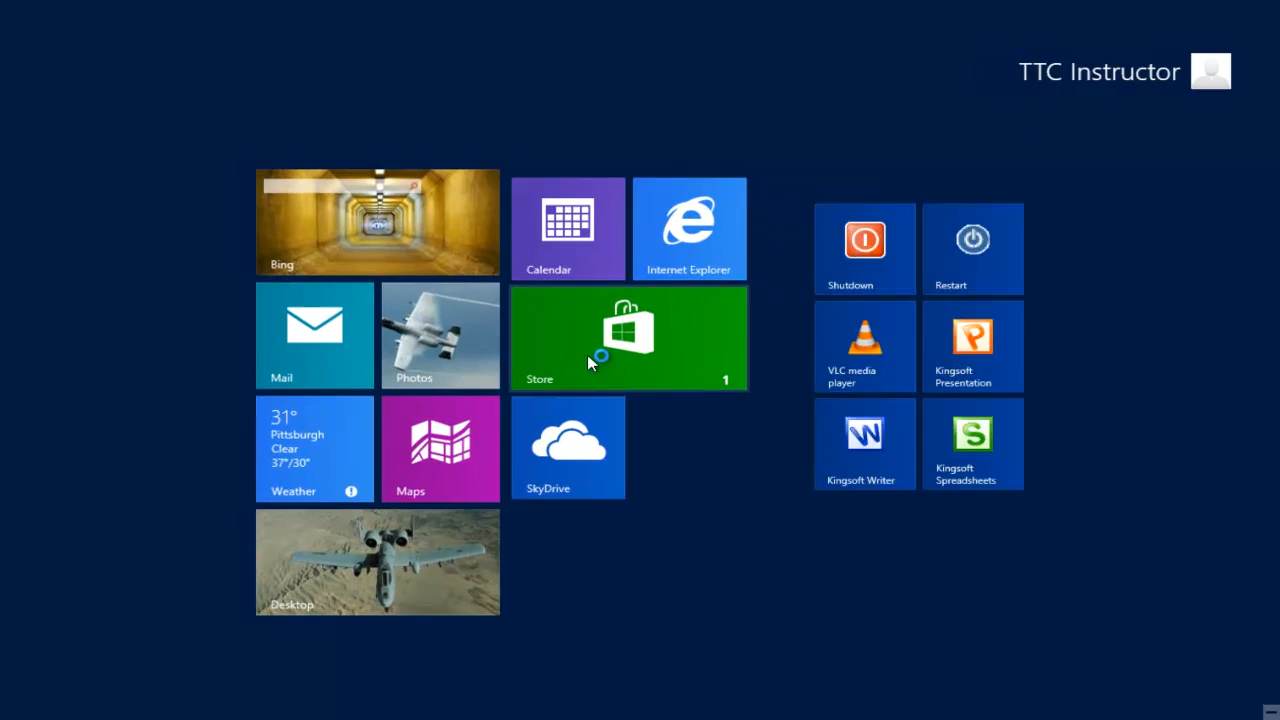 TTC Instructor
Bing
Calendar
Internet Explorer
Shutdown
Restart
Mail
Photos
Store
1
VLC media
player
Kingsoft
Presentation
31°
Pittsburgh
Clear
37°/30°
Weather
Maps
SkyDrive
Kingsoft Writer
Kingsoft
Spreadsheets
Desktop